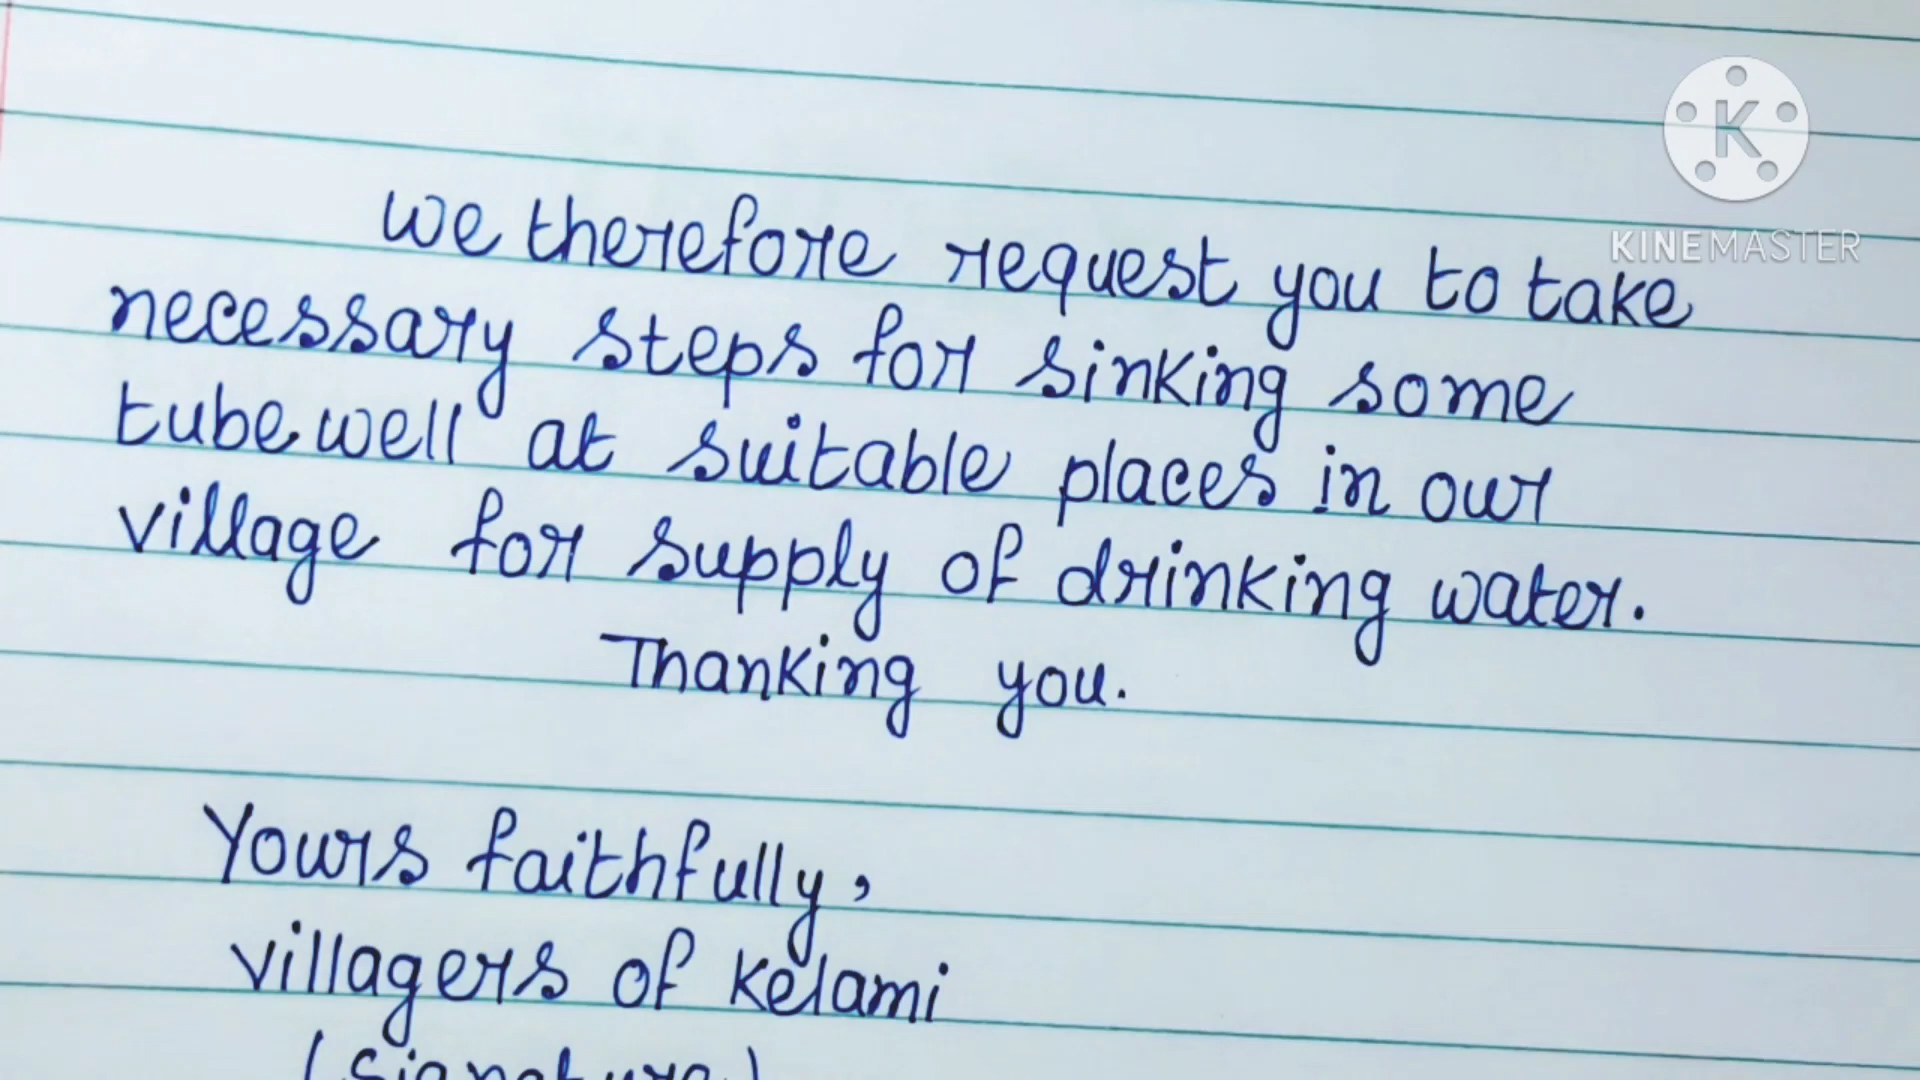 We therefore request you to take
necessary steps for sinking some
tubewell at suitable places in our
village for supply of drinking water.
Thanking you.
Yours faithfully,
villagers of Kelami
(Signature)
K
KINEMASTER